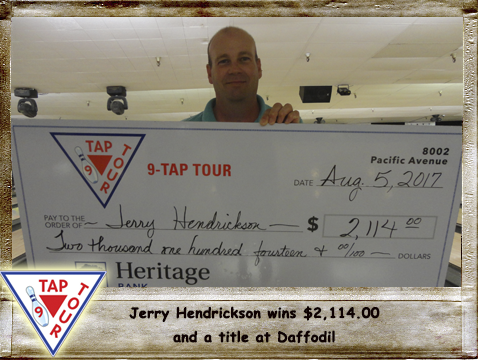 TAP
TOUR
9
9-TAP TOUR
8002
Pacific Avenue
DATE Aug. 5, 2017
PAY TO THE
ORDER OF ~ Jerry Hendrickson — $ 2,114 00
Two thousand one hundred fourteen & 00/100 — DOLLARS
Heritage
BANK
TAP
TOUR
9
Jerry Hendrickson wins $2,114.00
and a title at Daffodil